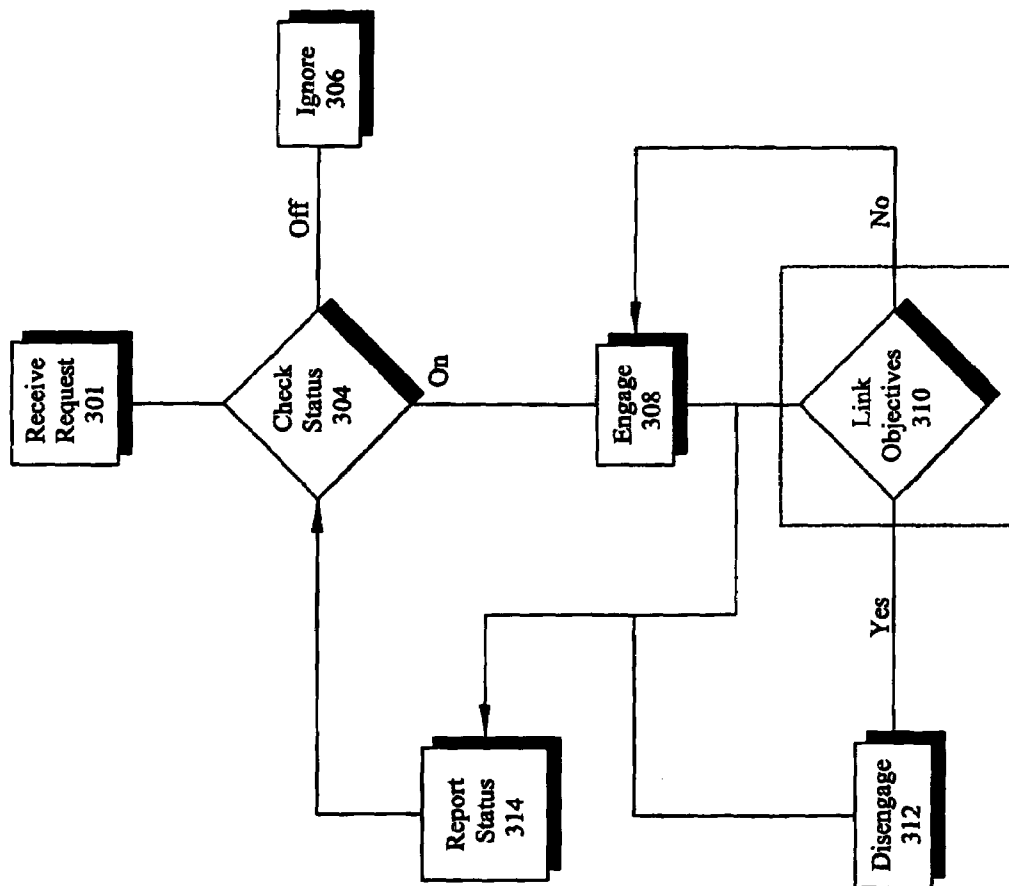 Receive
Request
301
Check
Status
304
Off
Ignore
306
On
Engage
308
No
Link
Objectives
310
Yes
Report
Status
314
Disengage
312